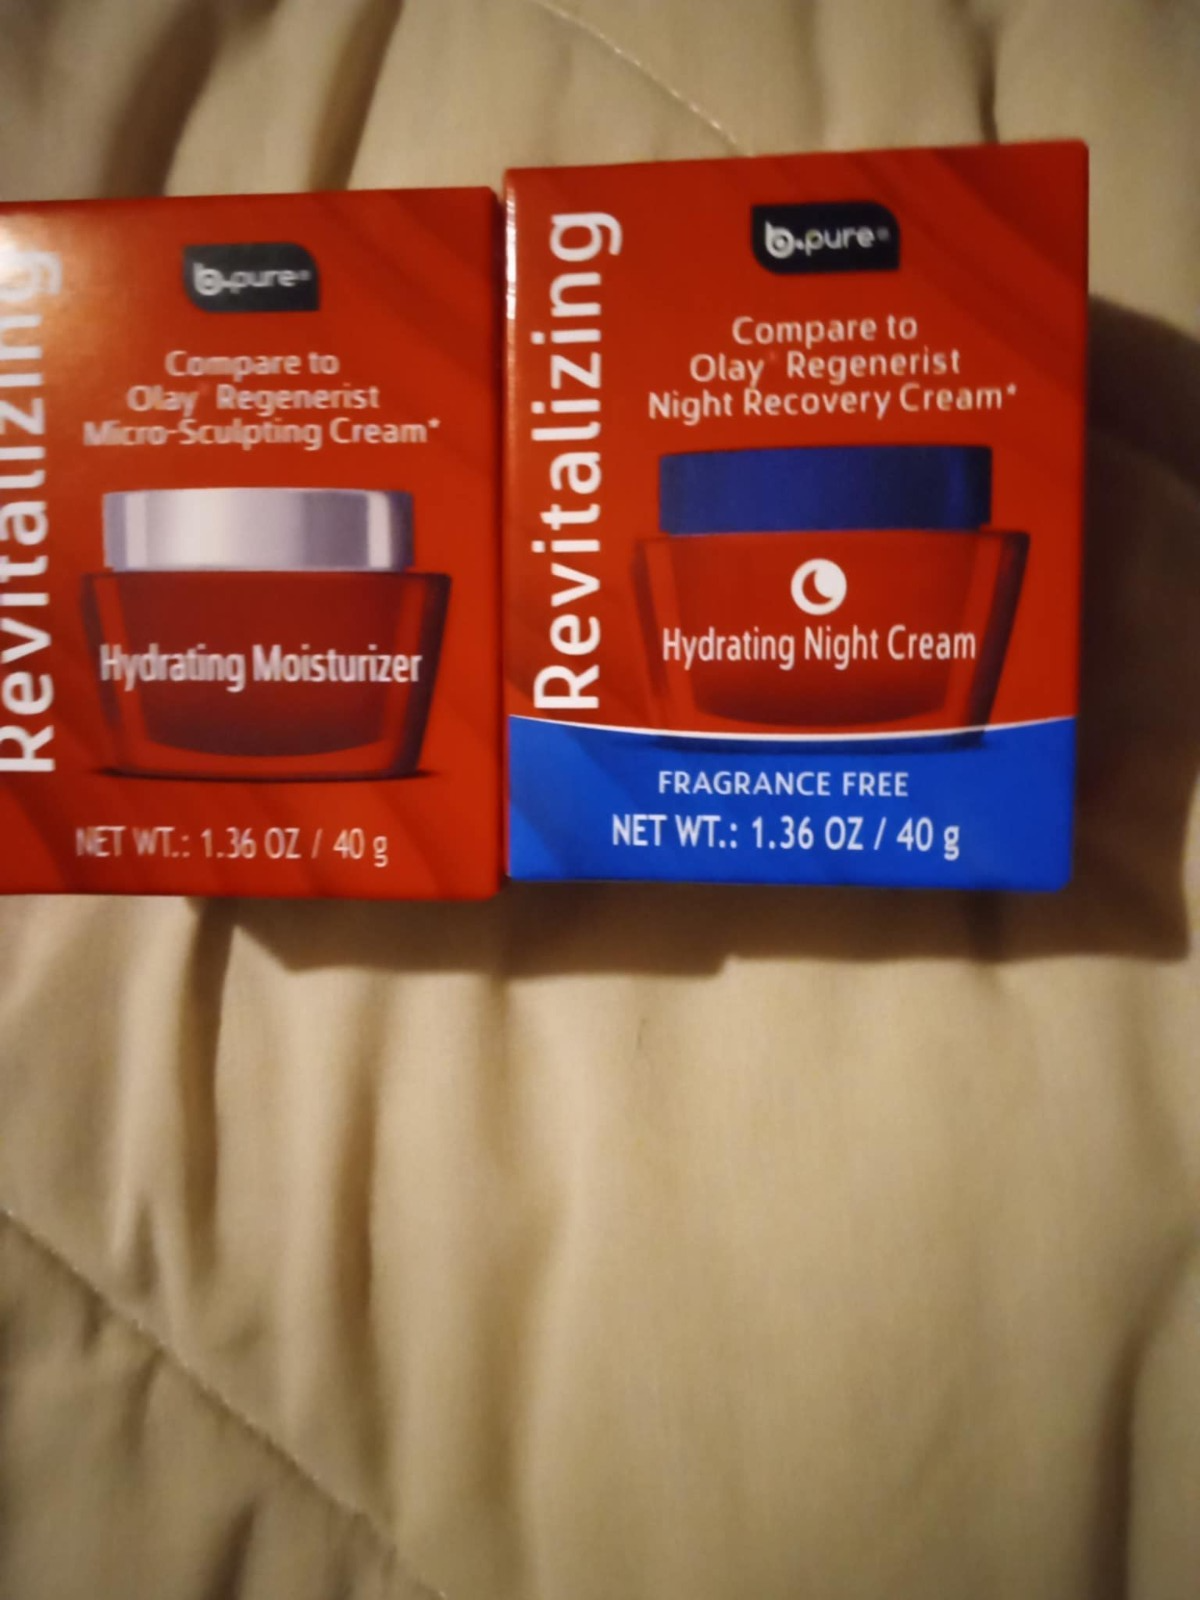 Revitalizing
b.pure®
Compare to
Olay® Regenerist
Micro-Sculpting Cream*
Hydrating Moisturizer
NET WT.: 1.36 OZ / 40 g
Revitalizing
b.pure®
Compare to
Olay® Regenerist
Night Recovery Cream*
Hydrating Night Cream
FRAGRANCE FREE
NET WT.: 1.36 OZ / 40 g